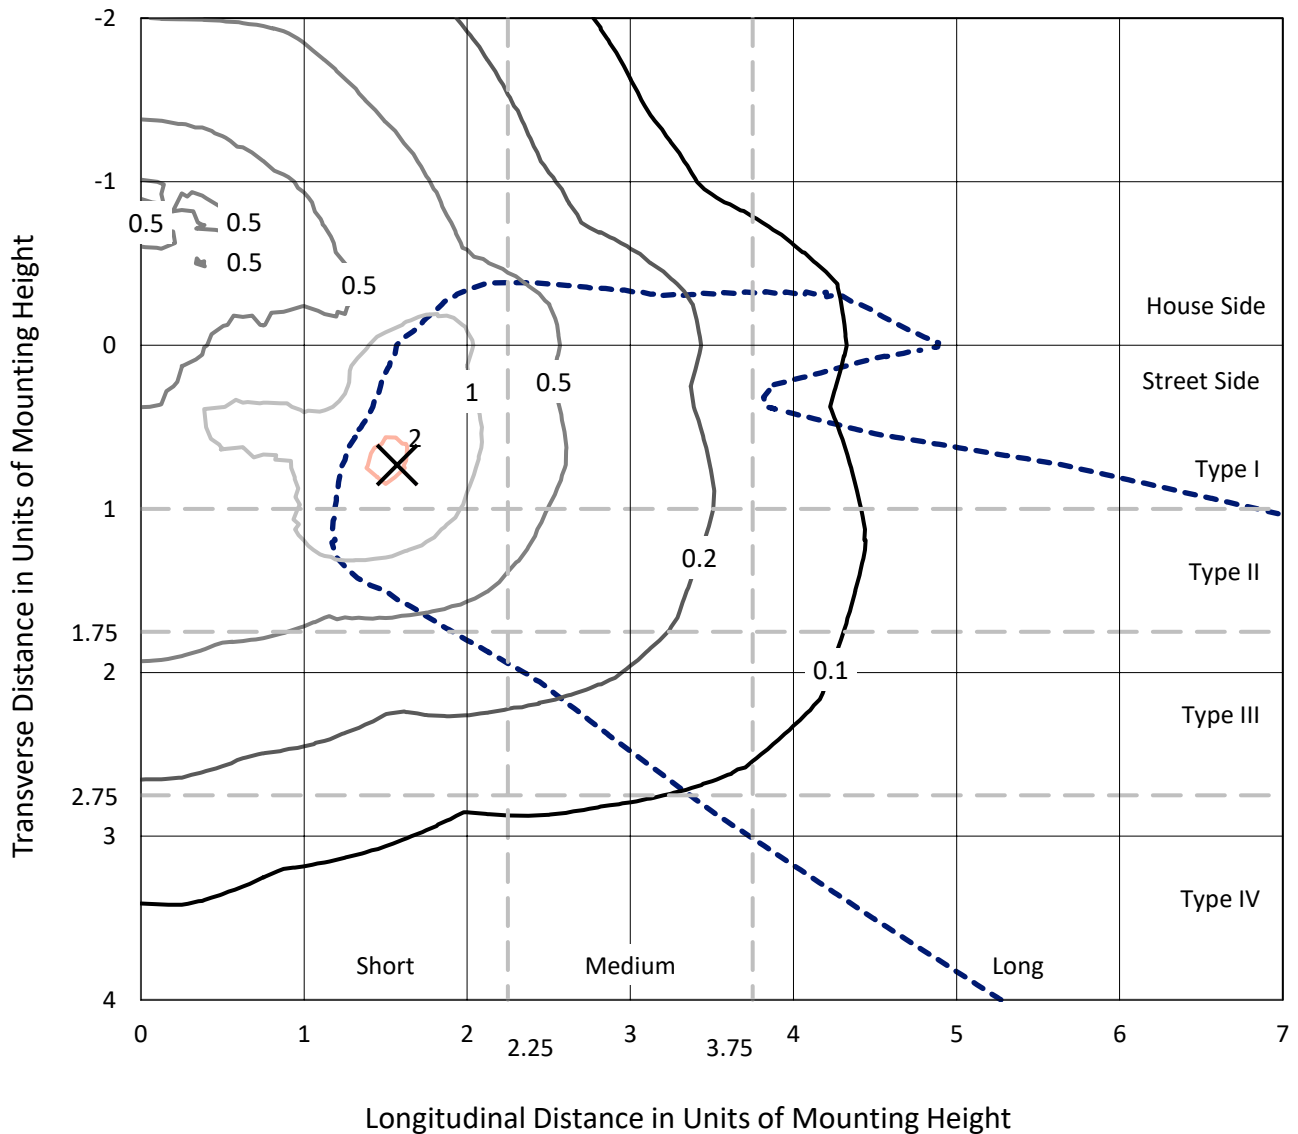 -2
-1
0.5
0.5
0.5
0.5
House Side
0
Street Side
1
0.5
2
Type I
1
0.2
Type II
1.75
2
0.1
Type III
2.75
3
Type IV
Short
Medium
Long
4
0
1
2
2.25
3
3.75
4
5
6
7
Transverse Distance in Units of Mounting Height
Longitudinal Distance in Units of Mounting Height